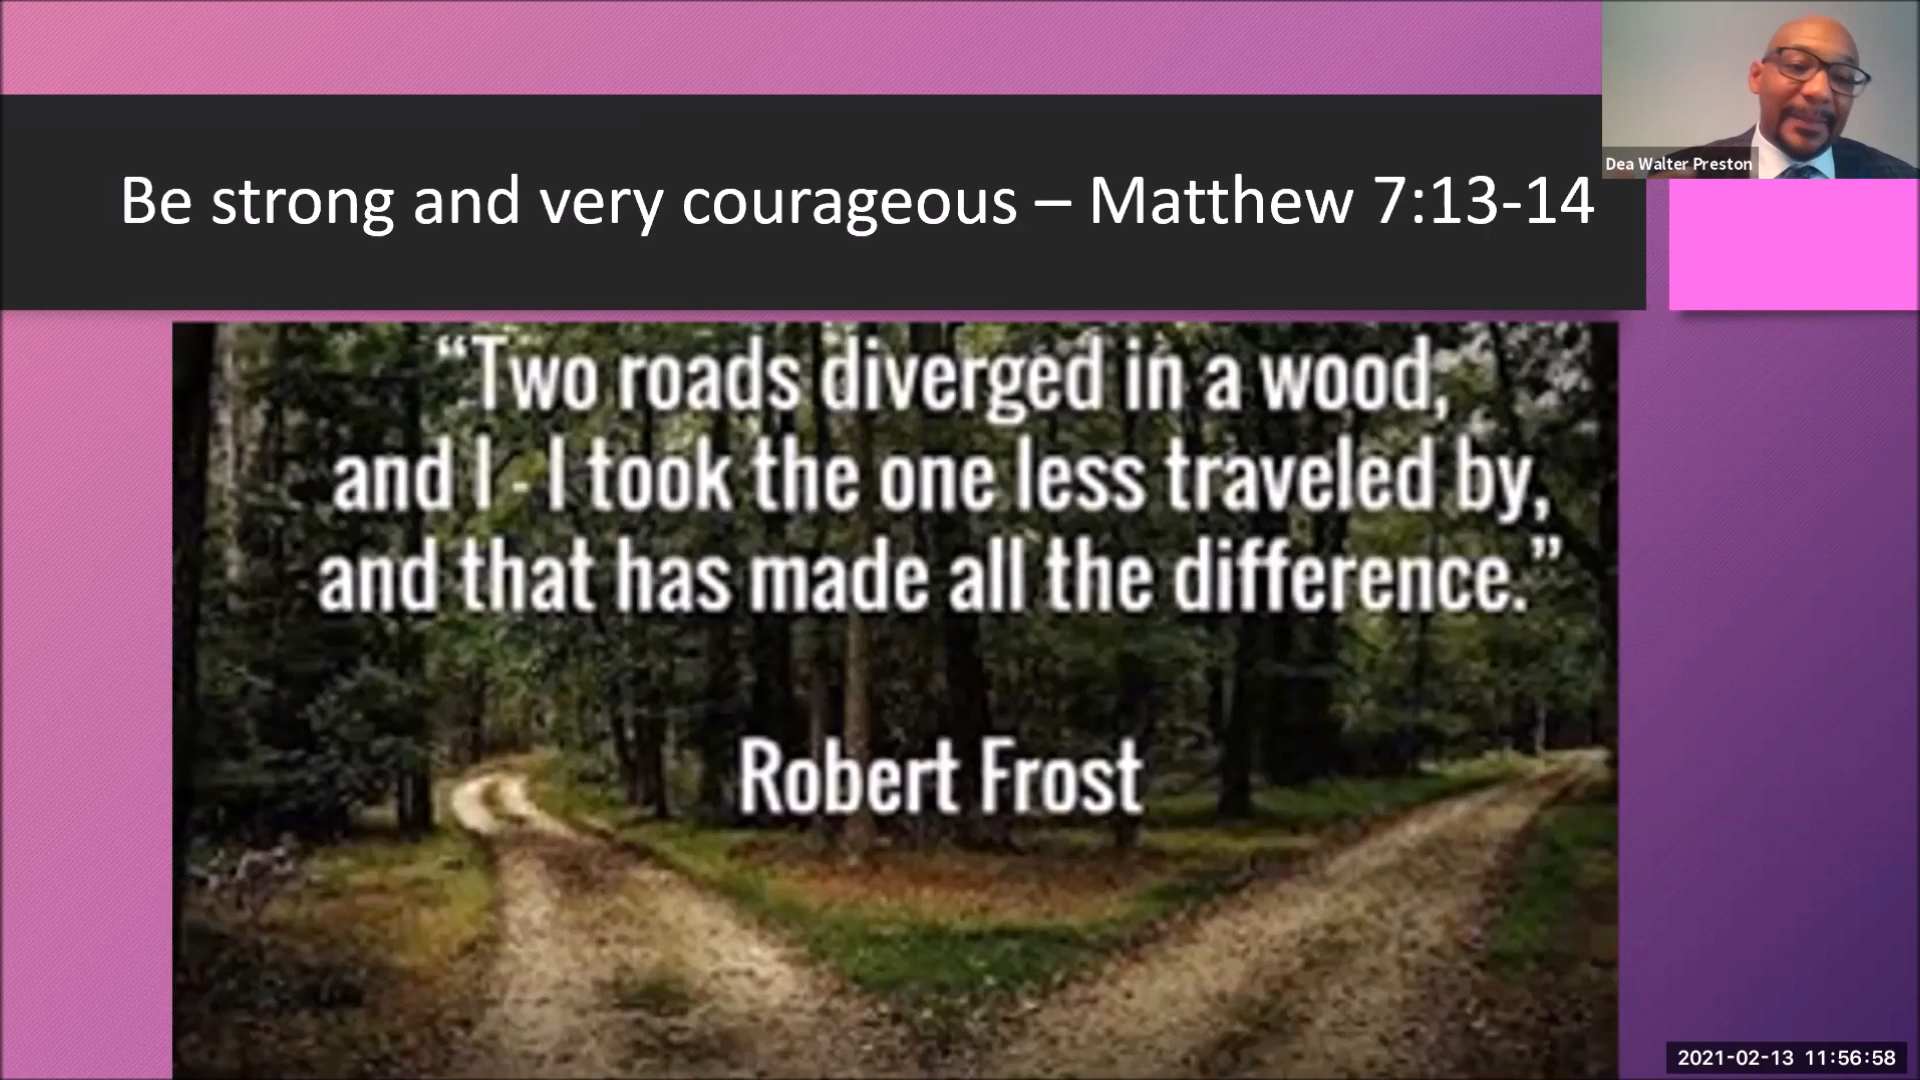 Dea Walter Preston
Be strong and very courageous – Matthew 7:13-14
“Two roads diverged in a wood,
and I - I took the one less traveled by,
and that has made all the difference.”
Robert Frost
2021-02-13 11:56:58